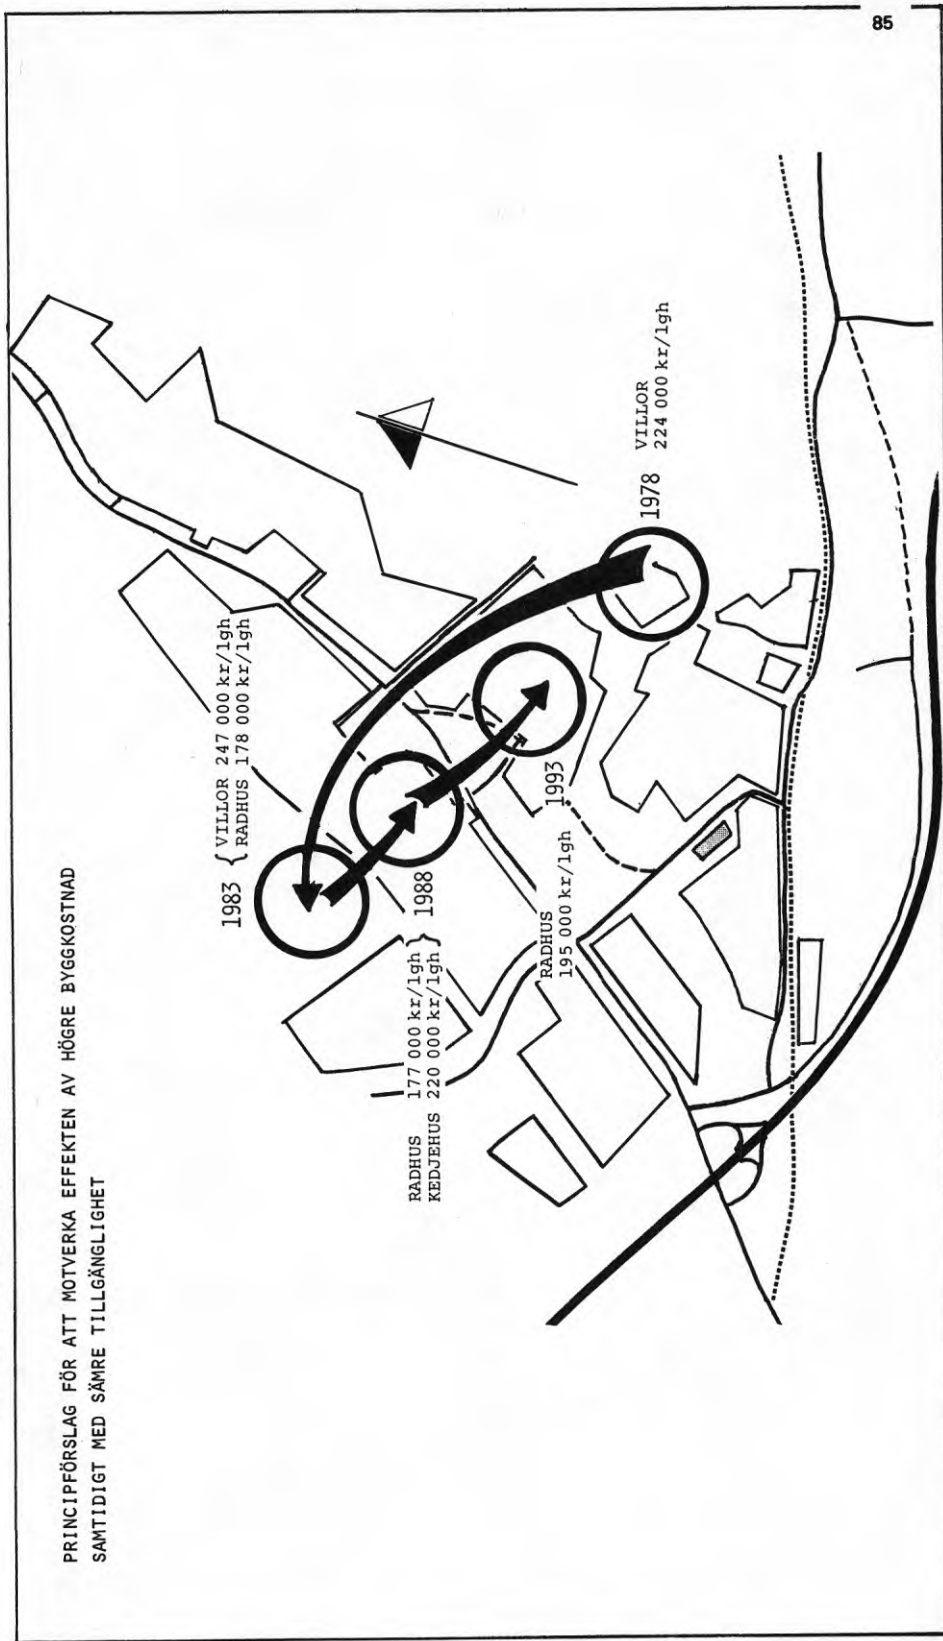 85
PRINCIPFÖRSLAG FÖR ATT MOTVERKA EFFEKTEN AV HÖGRE BYGGKOSTNAD
SAMTIDIGT MED SÄMRE TILLGÄNGLIGHET
1983 { VILLOR 247 000 kr/lgh
RADHUS 178 000 kr/lgh
RADHUS 177 000 kr/lgh } 1988
KEDJEHUS 220 000 kr/lgh
1993
RADHUS
195 000 kr/lgh
1978 VILLOR
224 000 kr/lgh